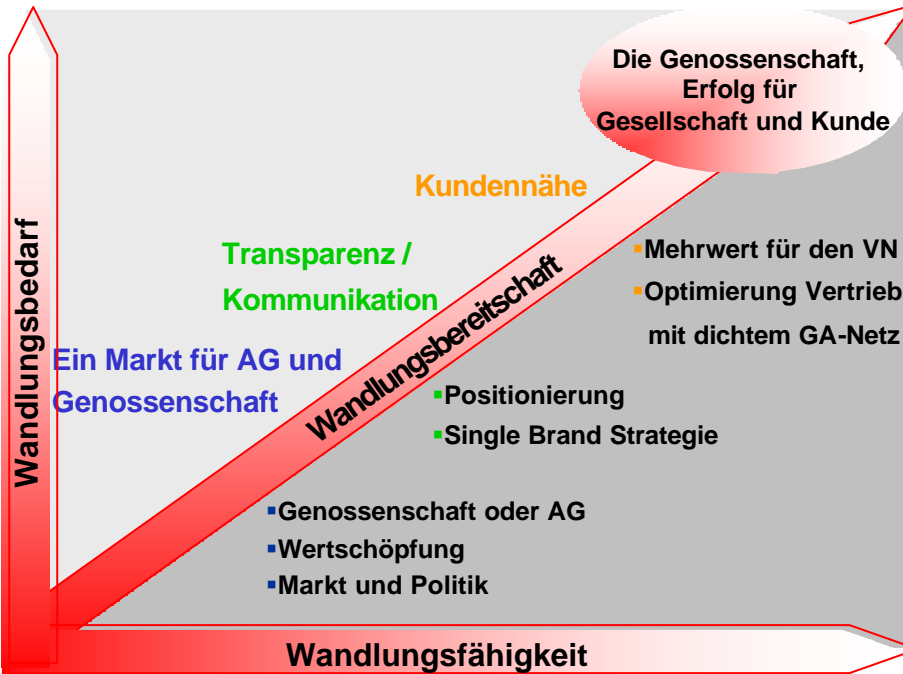 Die Genossenschaft,
Erfolg für
Gesellschaft und Kunde
Kundennähe
Transparenz /
Kommunikation
Ein Markt für AG und
Genossenschaft
Wandlungsbedarf
Wandlungsbereitschaft
▪Mehrwert für den VN
▪Optimierung Vertrieb
mit dichtem GA-Netz
▪Positionierung
▪Single Brand Strategie
▪Genossenschaft oder AG
▪Wertschöpfung
▪Markt und Politik
Wandlungsfähigkeit